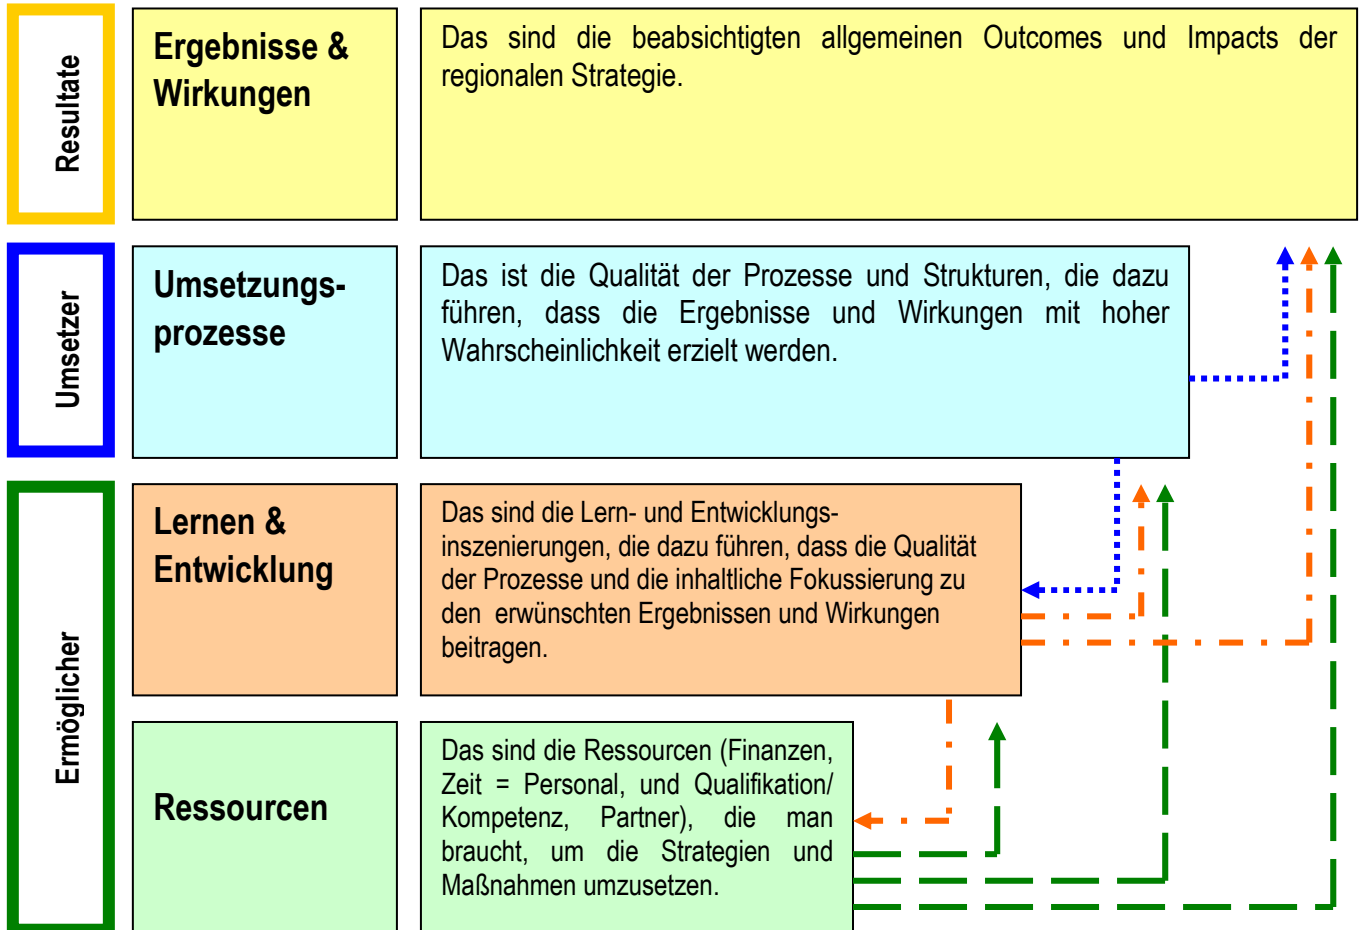 Resultate
Ergebnisse &
Wirkungen
Das sind die beabsichtigten allgemeinen Outcomes und Impacts der
regionalen Strategie.
Umsetzer
Umsetzungs-
prozesse
Das ist die Qualität der Prozesse und Strukturen, die dazu
führen, dass die Ergebnisse und Wirkungen mit hoher
Wahrscheinlichkeit erzielt werden.
Ermöglicher
Lernen &
Entwicklung
Das sind die Lern- und Entwicklungs-
inszenierungen, die dazu führen, dass die Qualität
der Prozesse und die inhaltliche Fokussierung zu
den erwünschten Ergebnissen und Wirkungen
beitragen.
Ressourcen
Das sind die Ressourcen (Finanzen,
Zeit = Personal, und Qualifikation/
Kompetenz, Partner), die man
braucht, um die Strategien und
Maßnahmen umzusetzen.